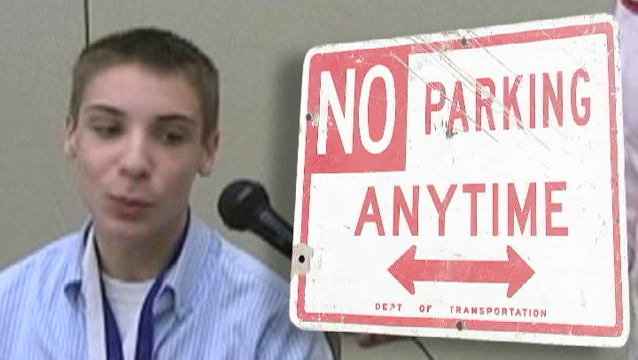 NO PARKING
ANYTIME
DEPT OF TRANSPORTATION